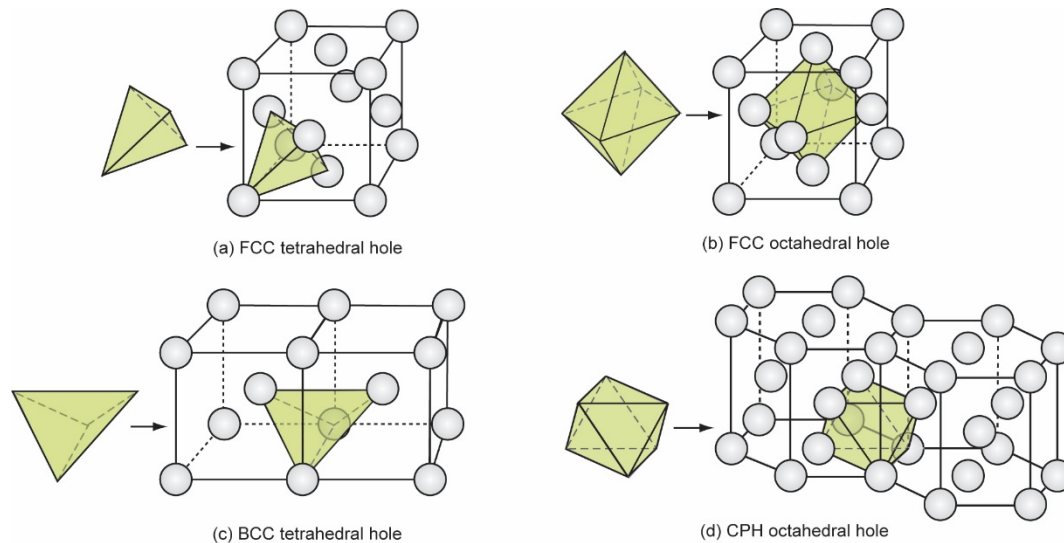 (a) FCC tetrahedral hole
(b) FCC octahedral hole
(c) BCC tetrahedral hole
(d) CPH octahedral hole